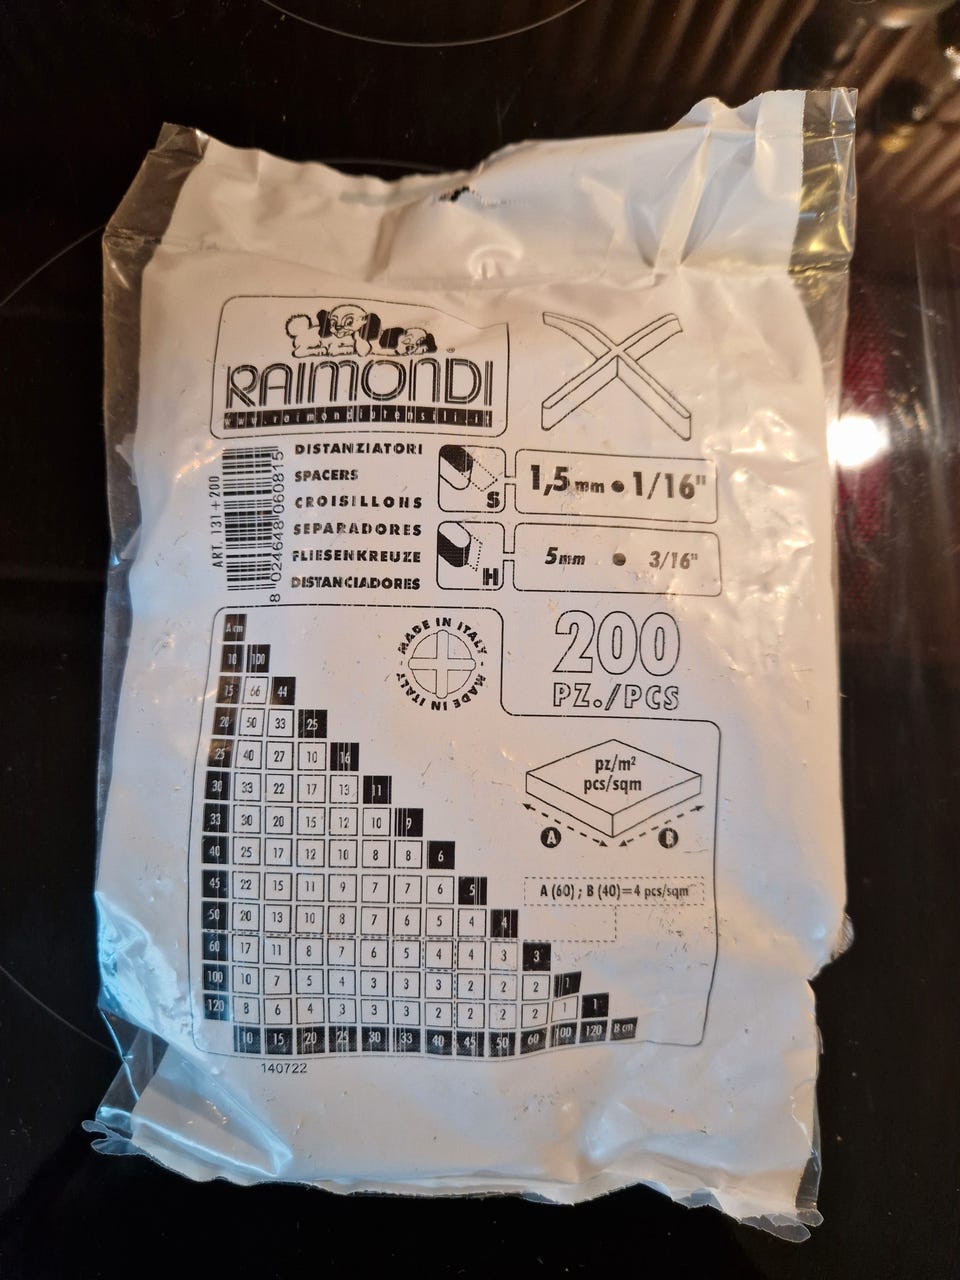 RAIMONDI
www.raimondiutensili.it
ART. 131+200
8 024648 060815
DISTANZIATORI
SPACERS
CROISILLONS
SEPARADORES
FLIESENKREUZE
DISTANCIADORES
S 1,5 mm • 1/16"
H 5mm • 3/16"
MADE IN ITALY - MADE IN ITALY -
200
PZ./PCS
pz/m²
pcs/sqm
A B
A (60) ; B (40)=4 pcs/sqm
A cm
10 100
15 66 44
20 50 33 25
25 40 27 10 16
30 33 22 17 13 11
33 30 20 15 12 10 9
40 25 17 12 10 8 8 6
45 22 15 11 9 7 7 6 5
50 20 13 10 8 7 6 5 4 4
60 17 11 8 7 6 5 4 4 3 3
100 10 7 5 4 3 3 3 2 2 2 1
120 8 6 4 3 3 3 2 2 2 2 1 1
10 15 20 25 30 33 40 45 50 60 100 120 B cm
140722